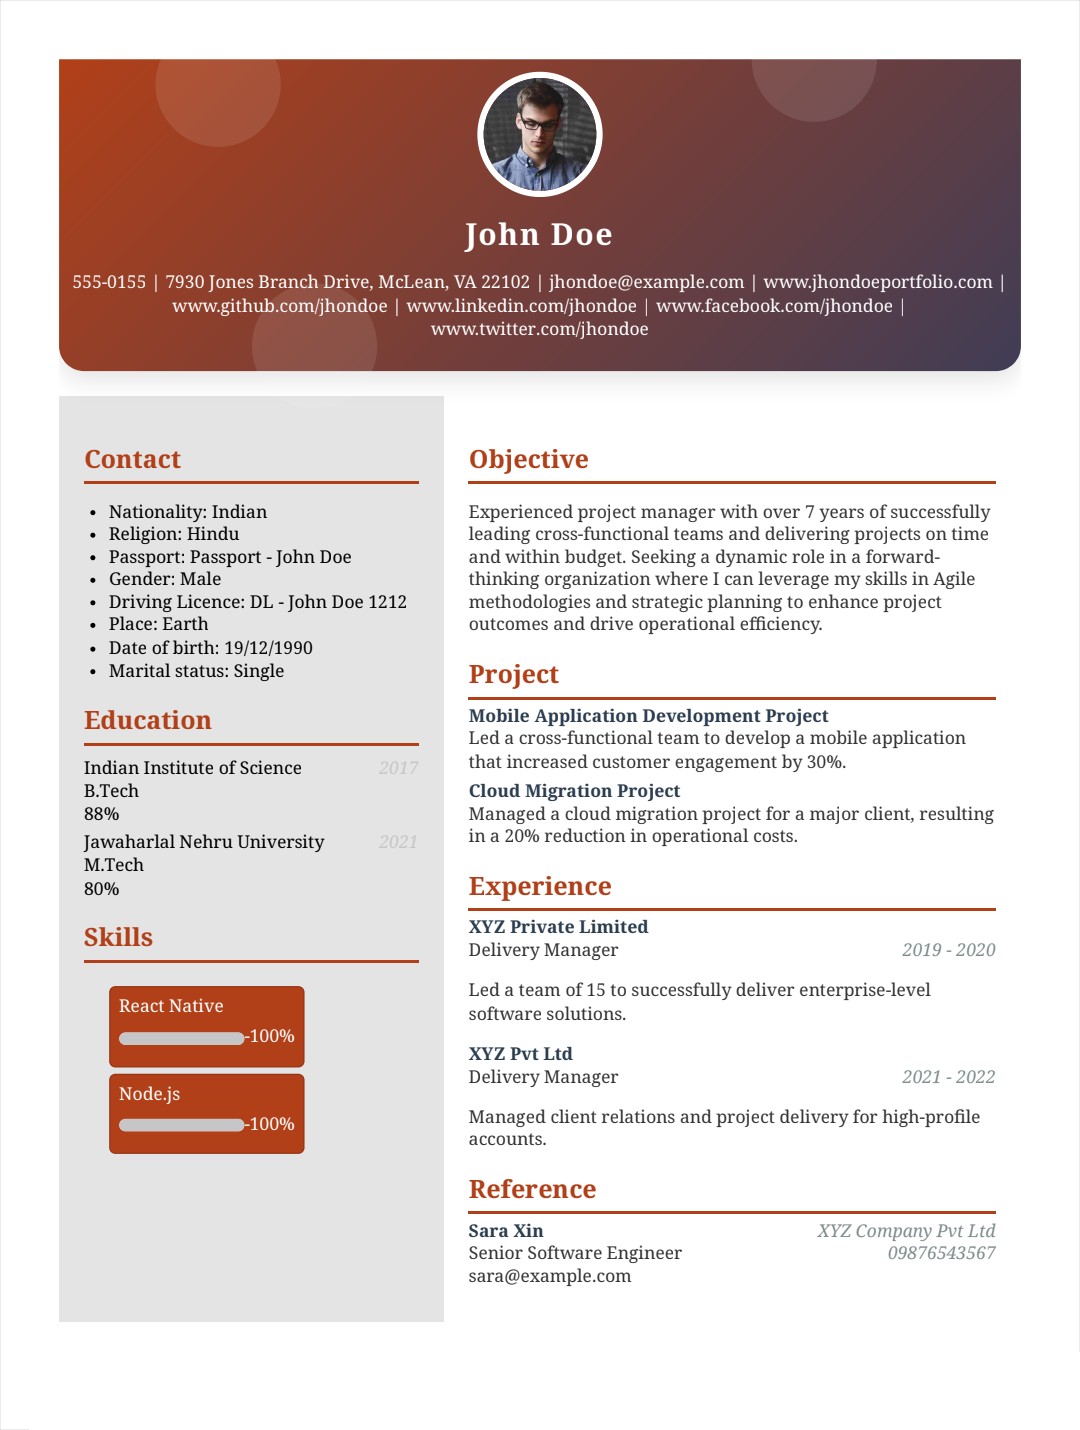 John Doe
555-0155 | 7930 Jones Branch Drive, McLean, VA 22102 | jhondoe@example.com | www.jhondoeportfolio.com |
www.github.com/jhondoe | www.linkedin.com/jhondoe | www.facebook.com/jhondoe |
www.twitter.com/jhondoe
Contact
• Nationality: Indian
• Religion: Hindu
• Passport: Passport - John Doe
• Gender: Male
• Driving Licence: DL - John Doe 1212
• Place: Earth
• Date of birth: 19/12/1990
• Marital status: Single
Education
Indian Institute of Science 2017
B.Tech
88%
Jawaharlal Nehru University 2021
M.Tech
80%
Skills
React Native
-100%
Node.js
-100%
Objective
Experienced project manager with over 7 years of successfully
leading cross-functional teams and delivering projects on time
and within budget. Seeking a dynamic role in a forward-
thinking organization where I can leverage my skills in Agile
methodologies and strategic planning to enhance project
outcomes and drive operational efficiency.
Project
Mobile Application Development Project
Led a cross-functional team to develop a mobile application
that increased customer engagement by 30%.
Cloud Migration Project
Managed a cloud migration project for a major client, resulting
in a 20% reduction in operational costs.
Experience
XYZ Private Limited
Delivery Manager 2019 - 2020
Led a team of 15 to successfully deliver enterprise-level
software solutions.
XYZ Pvt Ltd
Delivery Manager 2021 - 2022
Managed client relations and project delivery for high-profile
accounts.
Reference
Sara Xin XYZ Company Pvt Ltd
Senior Software Engineer 09876543567
sara@example.com